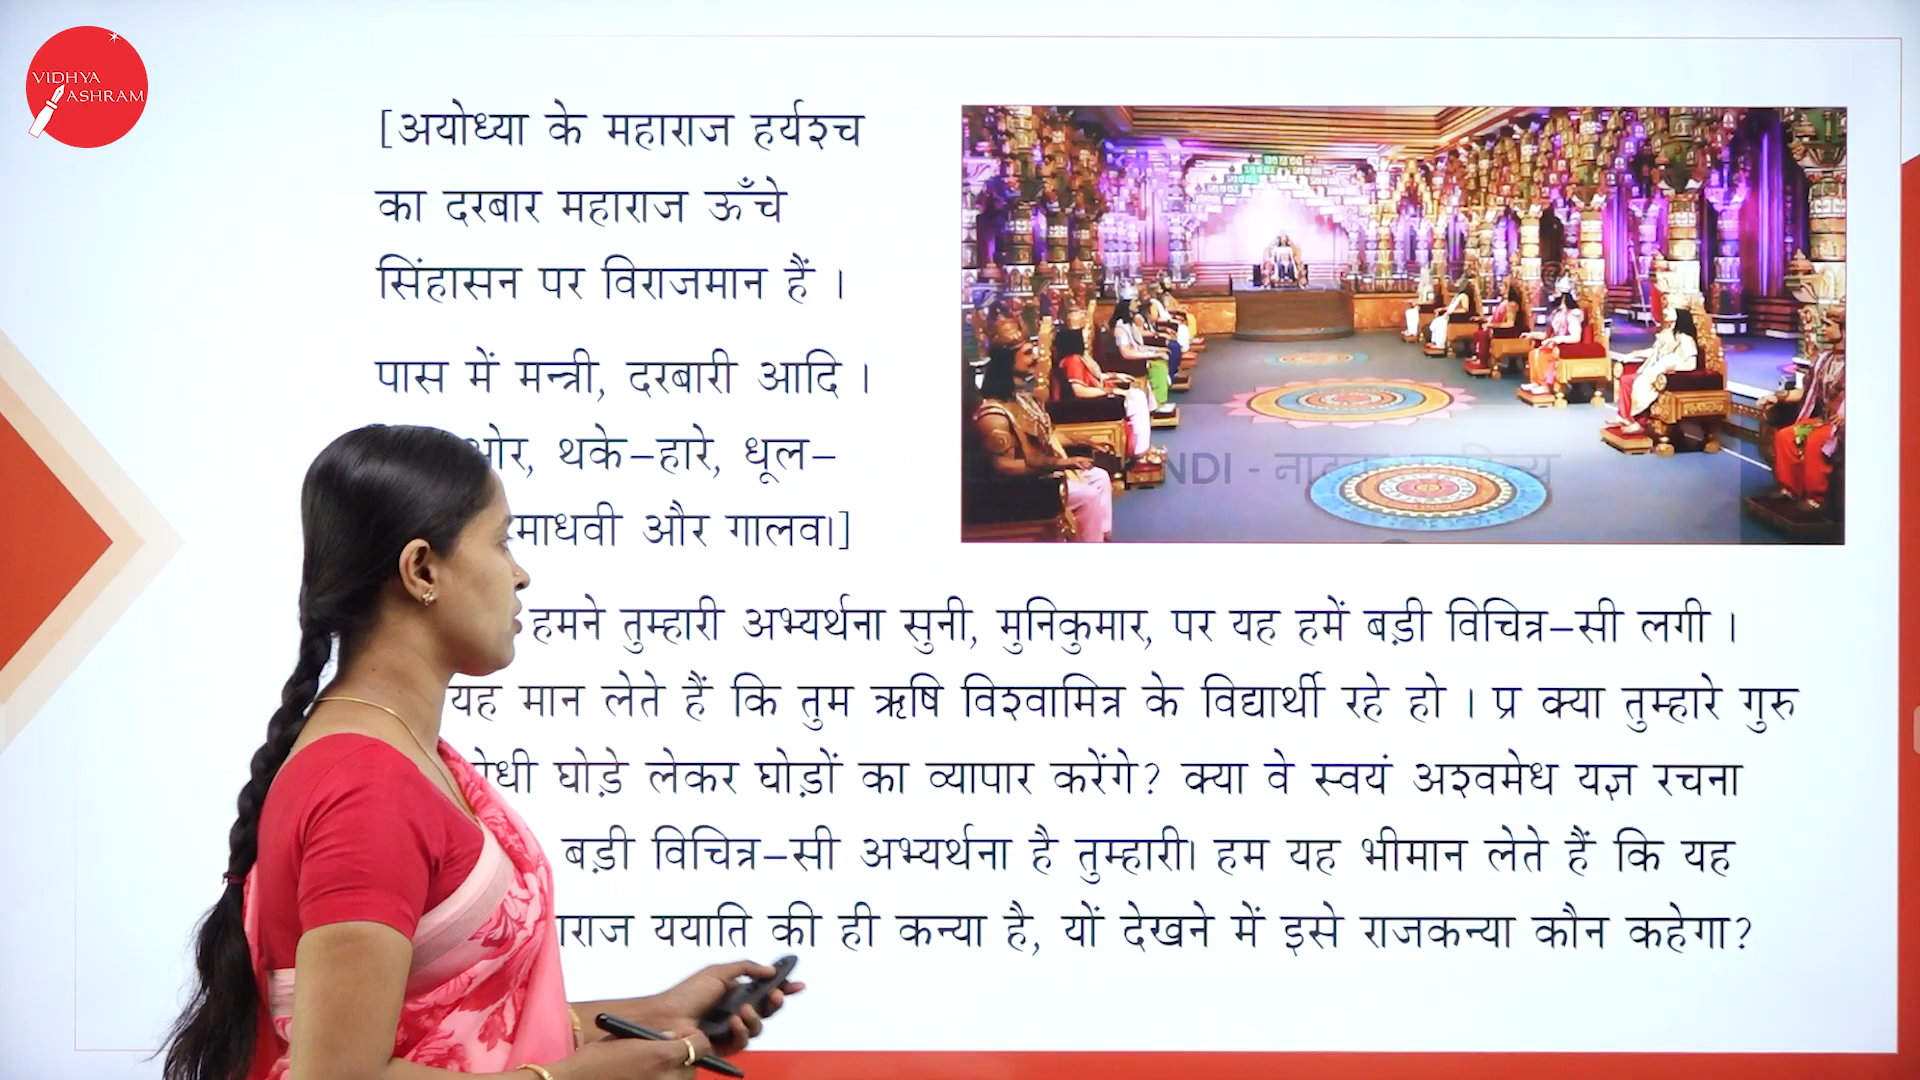 VIDHYA
ASHRAM
[अयोध्या के महाराज हर्यश्च
का दरबार महाराज ऊँचे
सिंहासन पर विराजमान हैं ।
पास में मन्त्री, दरबारी आदि ।
थके–हारे, धूल–
माधवी और गालव।]
हमने तुम्हारी अभ्यर्थना सुनी, मुनिकुमार, पर यह हमें बड़ी विचित्र–सी लगी ।
यह मान लेते हैं कि तुम ऋषि विश्वामित्र के विद्यार्थी रहे हो । प्र क्या तुम्हारे गुरु
घोड़े लेकर घोड़ों का व्यापार करेंगे? क्या वे स्वयं अश्वमेध यज्ञ रचना
बड़ी विचित्र–सी अभ्यर्थना है तुम्हारी। हम यह भीमान लेते हैं कि यह
ययाति की ही कन्या है, यों देखने में इसे राजकन्या कौन कहेगा?